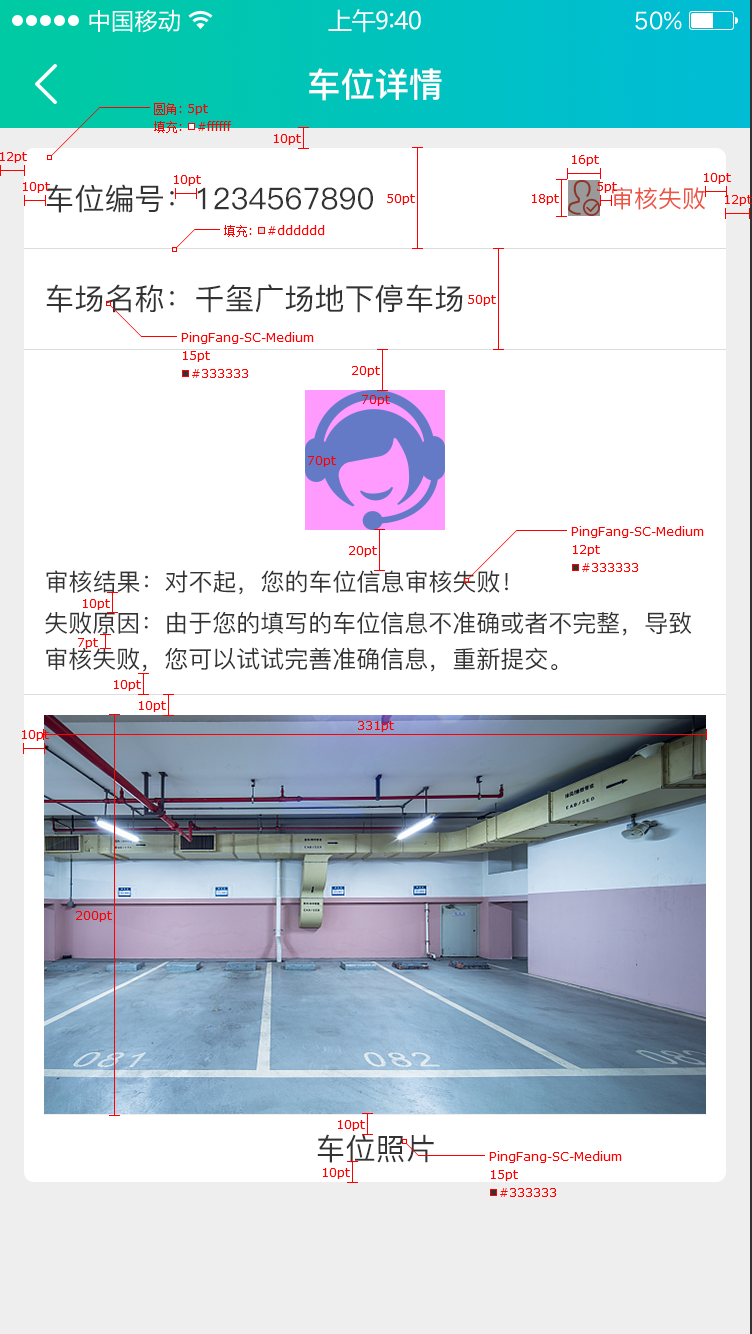 中国移动 上午9:40 50%
车位详情
圆角：5pt
填充：#ffffff
10pt
12pt
16pt
10pt
10pt
5pt
10pt
车位编号：1234567890
50pt
18pt
审核失败
12pt
填充：#dddddd
车场名称：千玺广场地下停车场
50pt
PingFang-SC-Medium
15pt
#333333
20pt
70pt
70pt
PingFang-SC-Medium
12pt
#333333
20pt
审核结果：对不起，您的车位信息审核失败！
10pt
失败原因：由于您的填写的车位信息不准确或者不完整，导致
7pt
审核失败，您可以试试完善准确信息，重新提交。
10pt
10pt
331pt
10pt
EAD/SED
200pt
081
082
10pt
车位照片
PingFang-SC-Medium
10pt
15pt
#333333